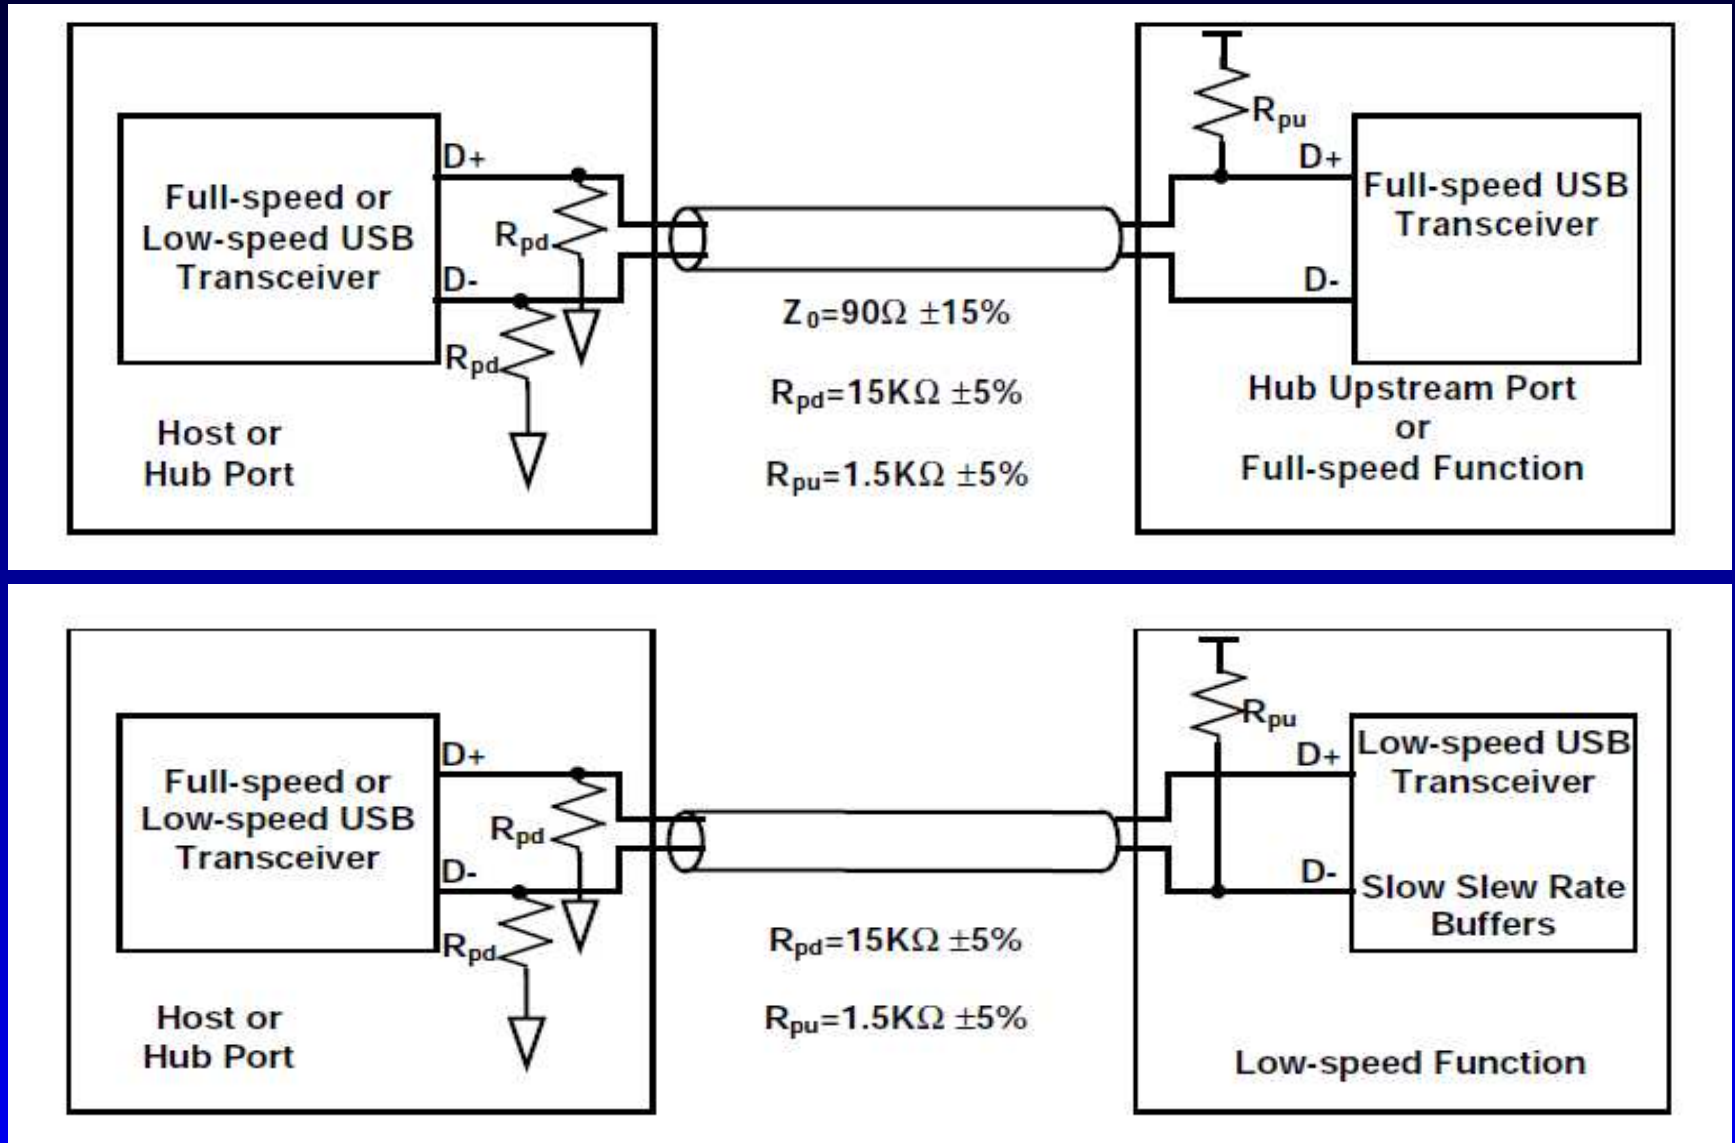 D+
Full-speed or
Low-speed USB
Transceiver
Rpd
D-
Rpd
Host or
Hub Port
Z0=90Ω ±15%
Rpd=15KΩ ±5%
Rpu=1.5KΩ ±5%
Rpu
D+
Full-speed USB
Transceiver
D-
Hub Upstream Port
or
Full-speed Function
D+
Full-speed or
Low-speed USB
Transceiver
Rpd
D-
Rpd
Host or
Hub Port
Rpd=15KΩ ±5%
Rpu=1.5KΩ ±5%
Rpu
D+
Low-speed USB
Transceiver
D-
Slow Slew Rate
Buffers
Low-speed Function